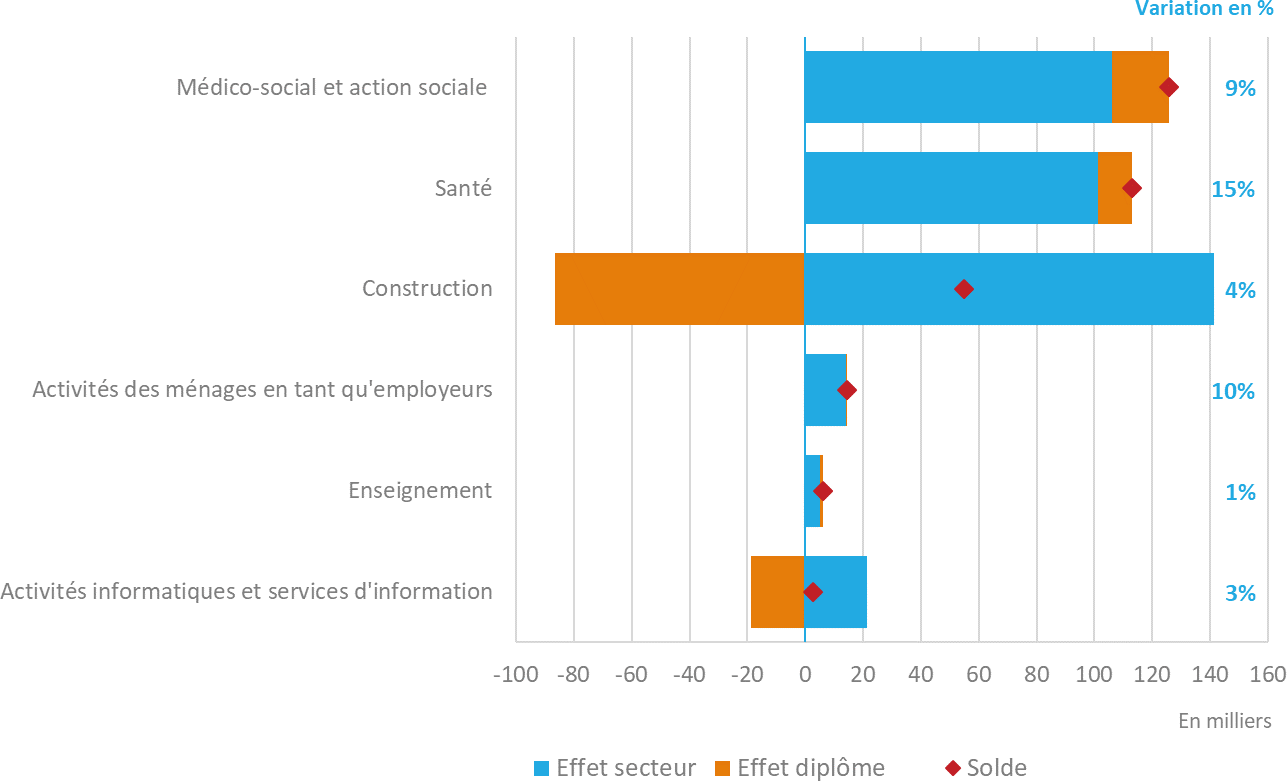 Variation en %
Médico-social et action sociale 9%
Santé 15%
Construction 4%
Activités des ménages en tant qu'employeurs 10%
Enseignement 1%
Activités informatiques et services d'information 3%
-100 -80 -60 -40 -20 0 20 40 60 80 100 120 140 160
En milliers
Effet secteur Effet diplôme Solde